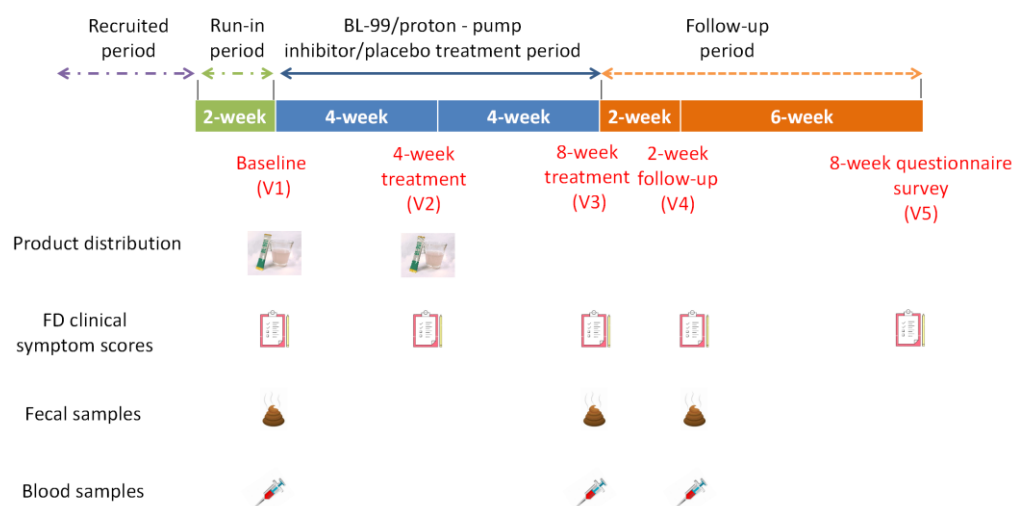 Recruited
period
Run-in
period
BL-99/proton - pump
inhibitor/placebo treatment period
Follow-up
period
2-week
4-week
4-week
2-week
6-week
Baseline
(V1)
4-week
treatment
(V2)
8-week
treatment
(V3)
2-week
follow-up
(V4)
8-week questionnaire
survey
(V5)
Product distribution
FD clinical
symptom scores
Fecal samples
Blood samples